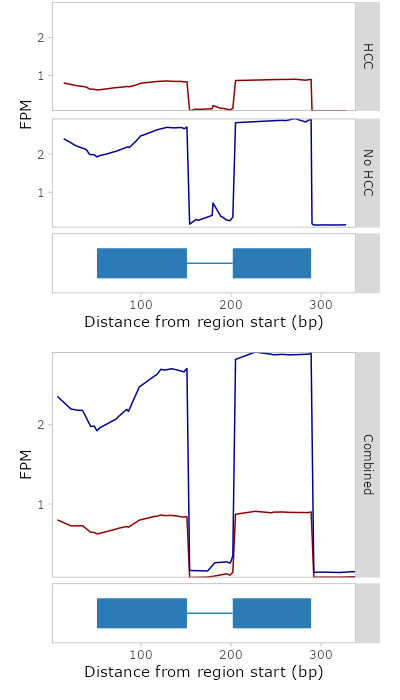 2
1
HCC
FPM
2
1
No HCC
100
200
300
Distance from region start (bp)
2
1
FPM
Combined
100
200
300
Distance from region start (bp)